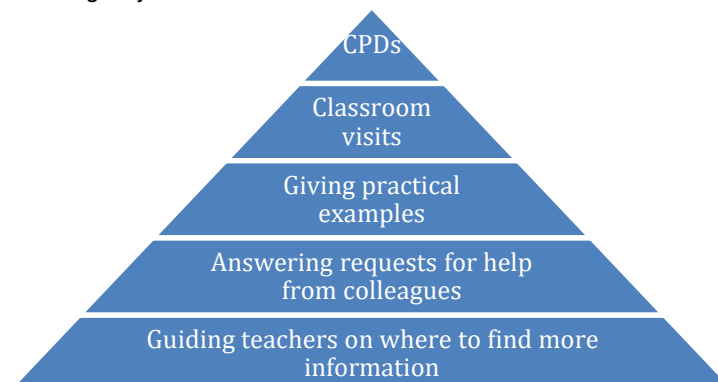 CPDs
Classroom
visits
Giving practical
examples
Answering requests for help
from colleagues
Guiding teachers on where to find more
information